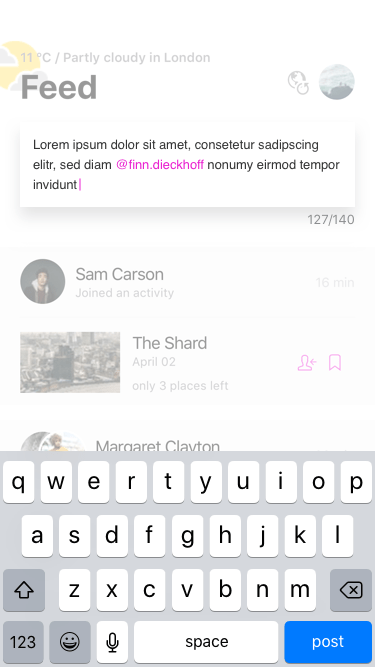 11 °C / Partly cloudy in London
Feed
Lorem ipsum dolor sit amet, consetetur sadipscing
elitr, sed diam @finn.dieckhoff nonumy eirmod tempor
invidunt
127/140
Sam Carson
16 min
Joined an activity
The Shard
April 02
only 3 places left
Margaret Clayton
q w e r t y u i o p
a s d f g h j k l
z x c v b n m
123 space post